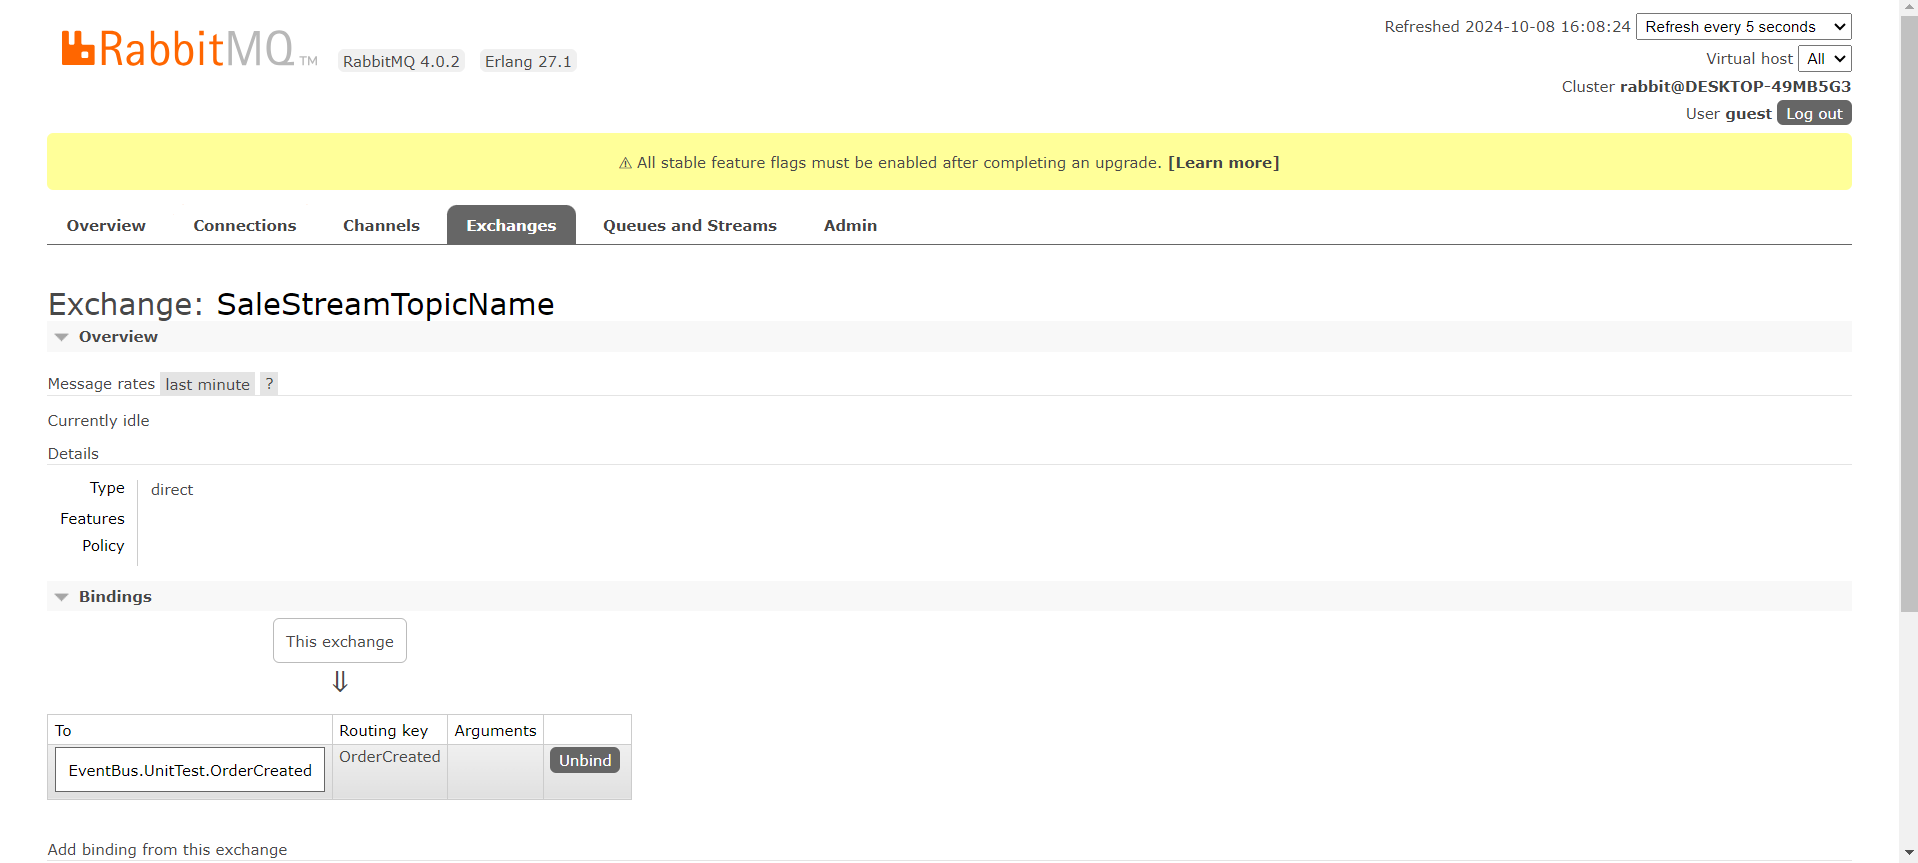 RabbitMQ TM
RabbitMQ 4.0.2 Erlang 27.1
Refreshed 2024-10-08 16:08:24 Refresh every 5 seconds
Virtual host All
Cluster rabbit@DESKTOP-49MB5G3
User guest Log out
⚠ All stable feature flags must be enabled after completing an upgrade. [Learn more]
Overview Connections Channels Exchanges Queues and Streams Admin
Exchange: SaleStreamTopicName
Overview
Message rates last minute ?
Currently idle
Details
Type direct
Features
Policy
Bindings
This exchange
⇓
To Routing key Arguments
EventBus.UnitTest.OrderCreated OrderCreated Unbind
Add binding from this exchange